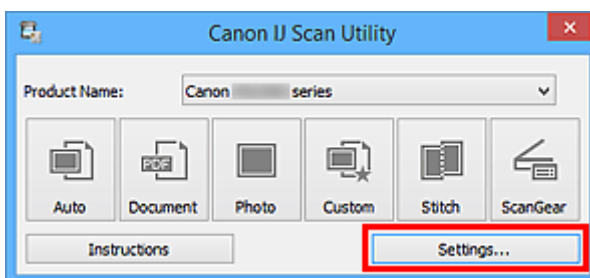 Canon IJ Scan Utility
Product Name: Canon series
PDF
Auto Document Photo Custom Stitch ScanGear
Instructions Settings...